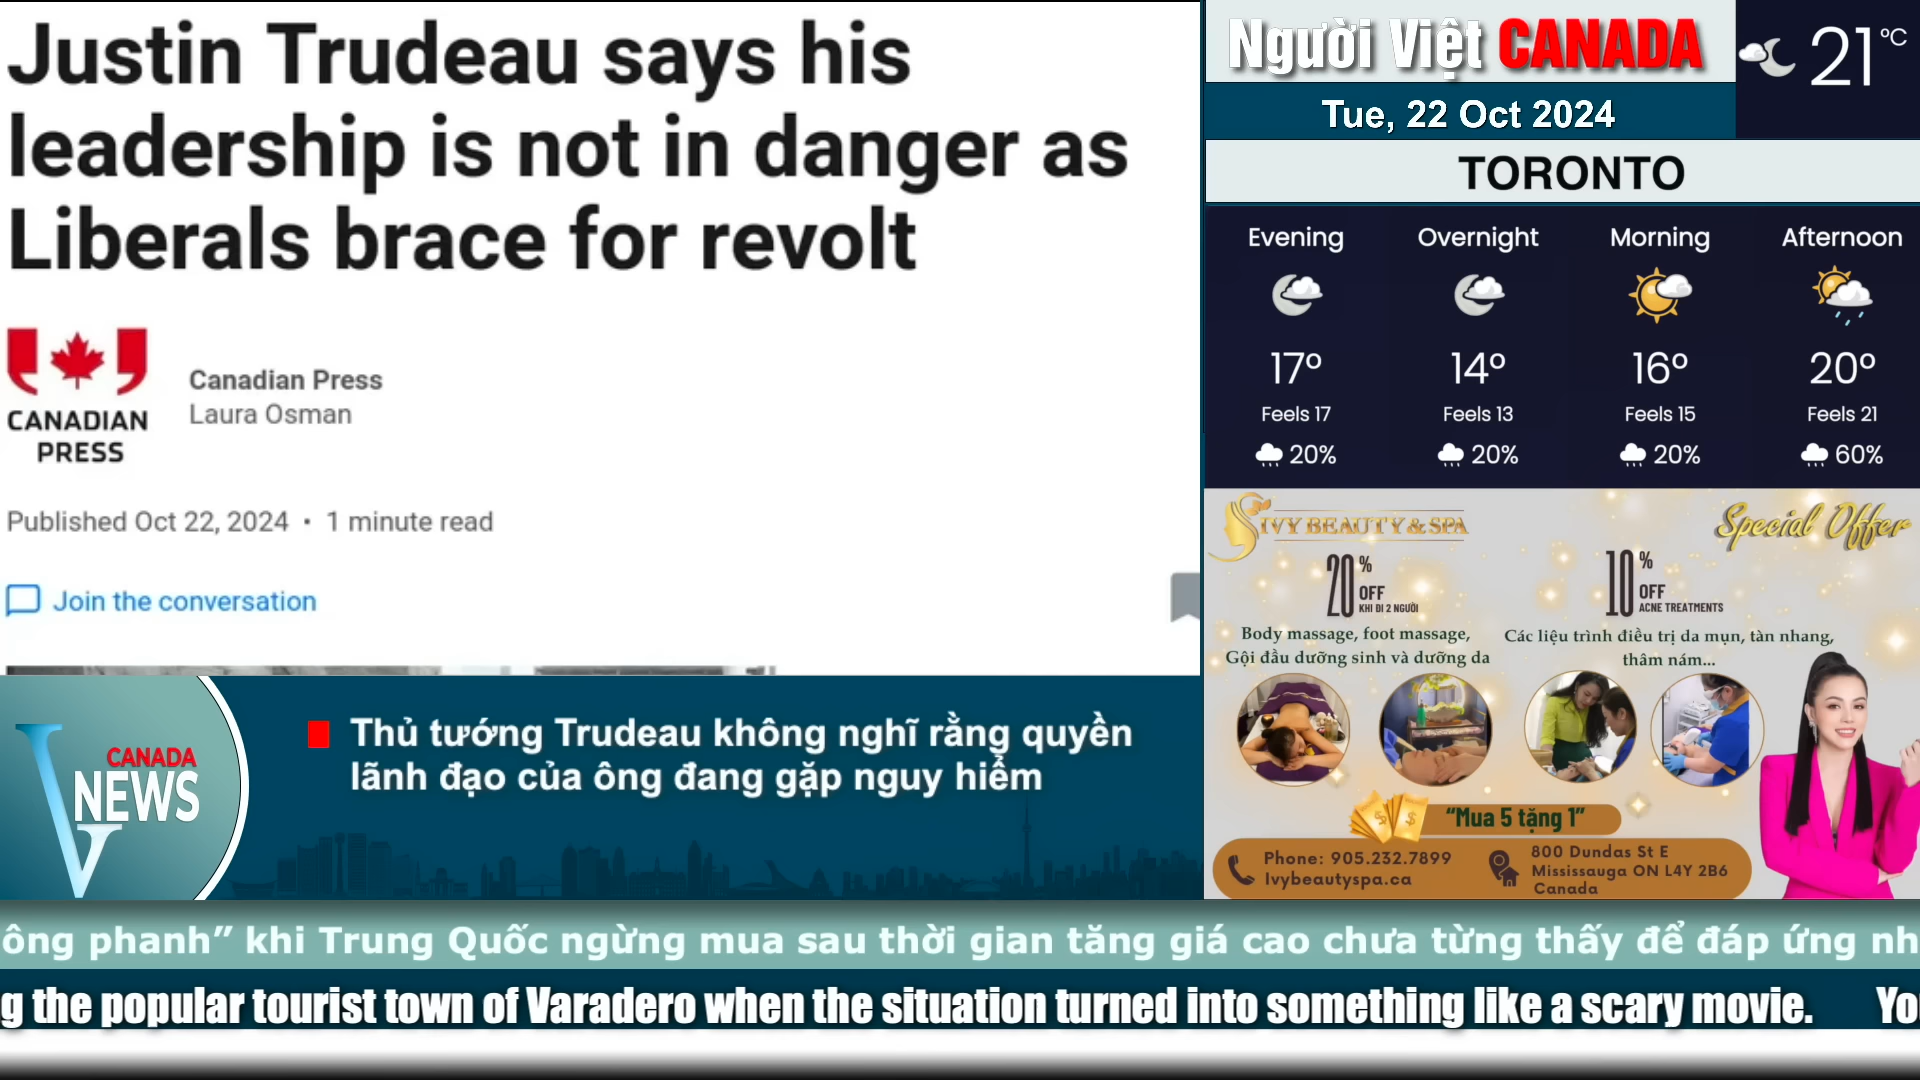 Justin Trudeau says his
leadership is not in danger as
Liberals brace for revolt
CANADIAN
PRESS
Canadian Press
Laura Osman
Published Oct 22, 2024 • 1 minute read
Join the conversation
CANADA
V NEWS
Thủ tướng Trudeau không nghĩ rằng quyền
lãnh đạo của ông đang gặp nguy hiểm
Người Việt CANADA
21°C
Tue, 22 Oct 2024
TORONTO
Evening Overnight Morning Afternoon
17° 14° 16° 20°
Feels 17 Feels 13 Feels 15 Feels 21
20% 20% 20% 60%
IVY BEAUTY & SPA
Special Offer
20% OFF KHI ĐI 2 NGƯỜI
10% OFF ACNE TREATMENTS
Body massage, foot massage,
Gội đầu dưỡng sinh và dưỡng da
Các liệu trình điều trị da mụn, tàn nhang,
thâm nám...
“Mua 5 tặng 1”
Phone: 905.232.7899
Ivybeautyspa.ca
800 Dundas St E
Mississauga ON L4Y 2B6
Canada
ông phanh” khi Trung Quốc ngừng mua sau thời gian tăng giá cao chưa từng thấy để đáp ứng nh
g the popular tourist town of Varadero when the situation turned into something like a scary movie. You